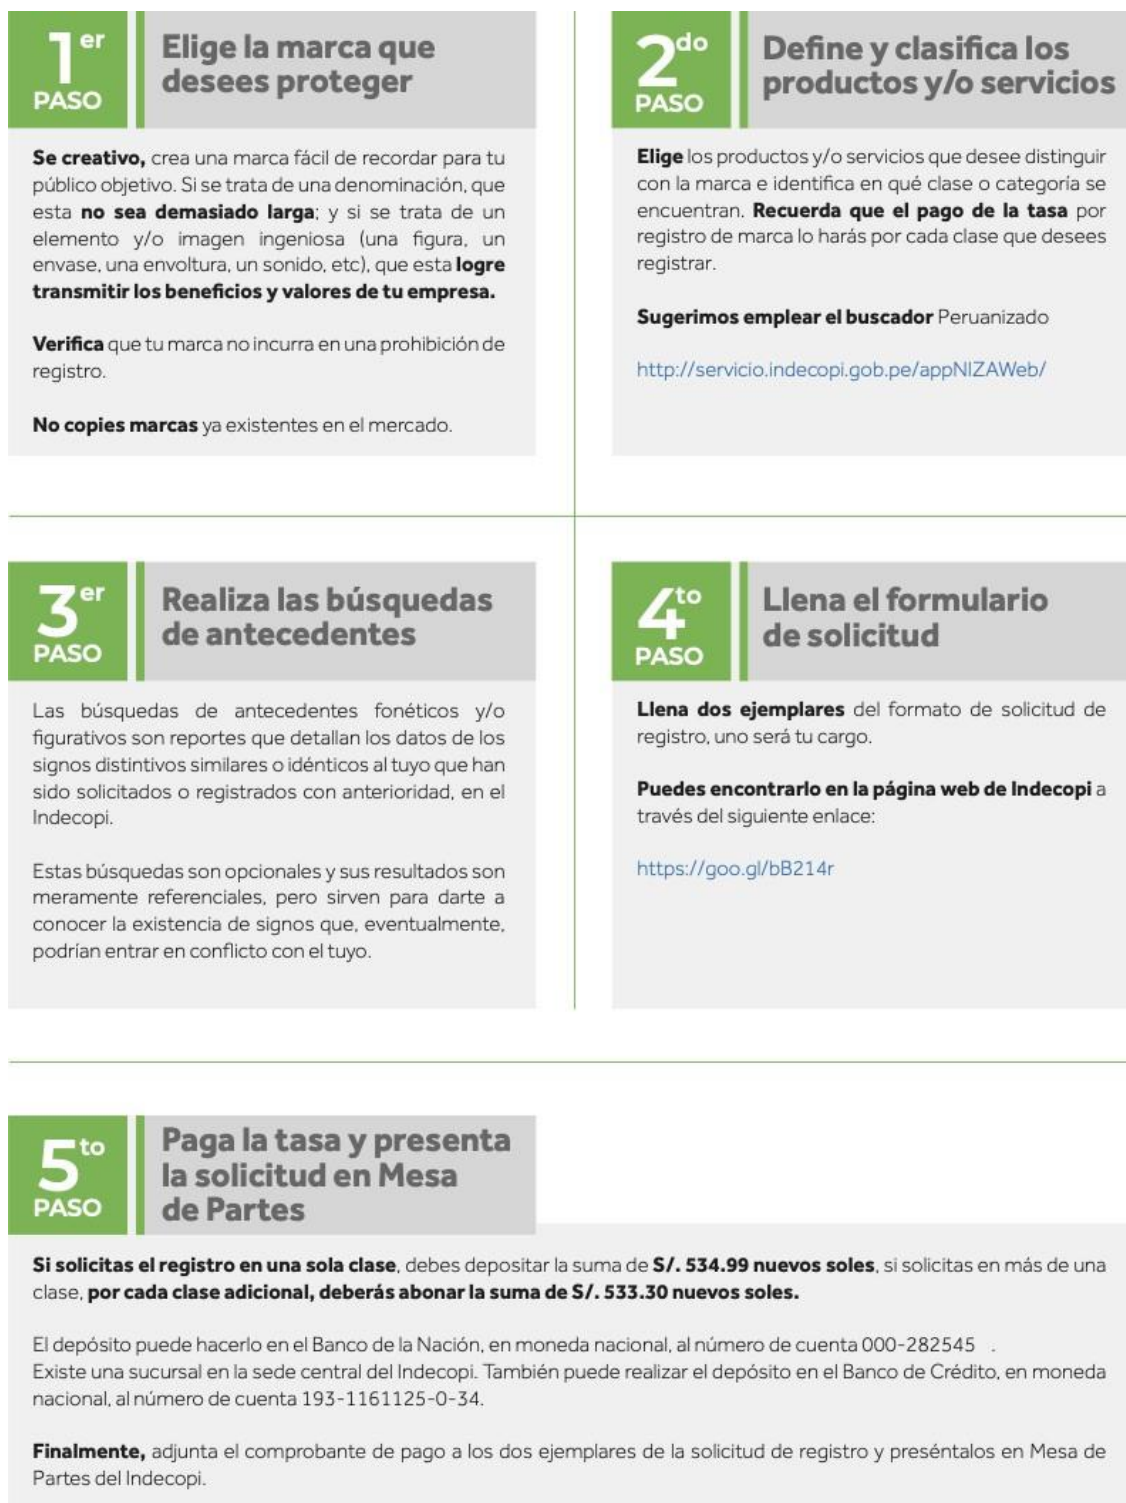 1er
PASO
Elige la marca que
desees proteger
Se creativo, crea una marca fácil de recordar para tu
público objetivo. Si se trata de una denominación, que
esta no sea demasiado larga; y si se trata de un
elemento y/o imagen ingeniosa (una figura, un
envase, una envoltura, un sonido, etc), que esta logre
transmitir los beneficios y valores de tu empresa.
Verifica que tu marca no incurra en una prohibición de
registro.
No copies marcas ya existentes en el mercado.
2do
PASO
Define y clasifica los
productos y/o servicios
Elige los productos y/o servicios que desee distinguir
con la marca e identifica en qué clase o categoría se
encuentran. Recuerda que el pago de la tasa por
registro de marca lo harás por cada clase que desees
registrar.
Sugerimos emplear el buscador Peruanizado
http://servicio.indecopi.gob.pe/appNIZAWeb/
3er
PASO
Realiza las búsquedas
de antecedentes
Las búsquedas de antecedentes fonéticos y/o
figurativos son reportes que detallan los datos de los
signos distintivos similares o idénticos al tuyo que han
sido solicitados o registrados con anterioridad, en el
Indecopi.
Estas búsquedas son opcionales y sus resultados son
meramente referenciales, pero sirven para darte a
conocer la existencia de signos que, eventualmente,
podrían entrar en conflicto con el tuyo.
4to
PASO
Llena el formulario
de solicitud
Llena dos ejemplares del formato de solicitud de
registro, uno será tu cargo.
Puedes encontrarlo en la página web de Indecopi a
través del siguiente enlace:
https://goo.gl/bB214r
5to
PASO
Paga la tasa y presenta
la solicitud en Mesa
de Partes
Si solicitas el registro en una sola clase, debes depositar la suma de S/. 534.99 nuevos soles, si solicitas en más de una
clase, por cada clase adicional, deberás abonar la suma de S/. 533.30 nuevos soles.
El depósito puede hacerlo en el Banco de la Nación, en moneda nacional, al número de cuenta 000-282545 .
Existe una sucursal en la sede central del Indecopi. También puede realizar el depósito en el Banco de Crédito, en moneda
nacional, al número de cuenta 193-1161125-0-34.
Finalmente, adjunta el comprobante de pago a los dos ejemplares de la solicitud de registro y preséntalos en Mesa de
Partes del Indecopi.